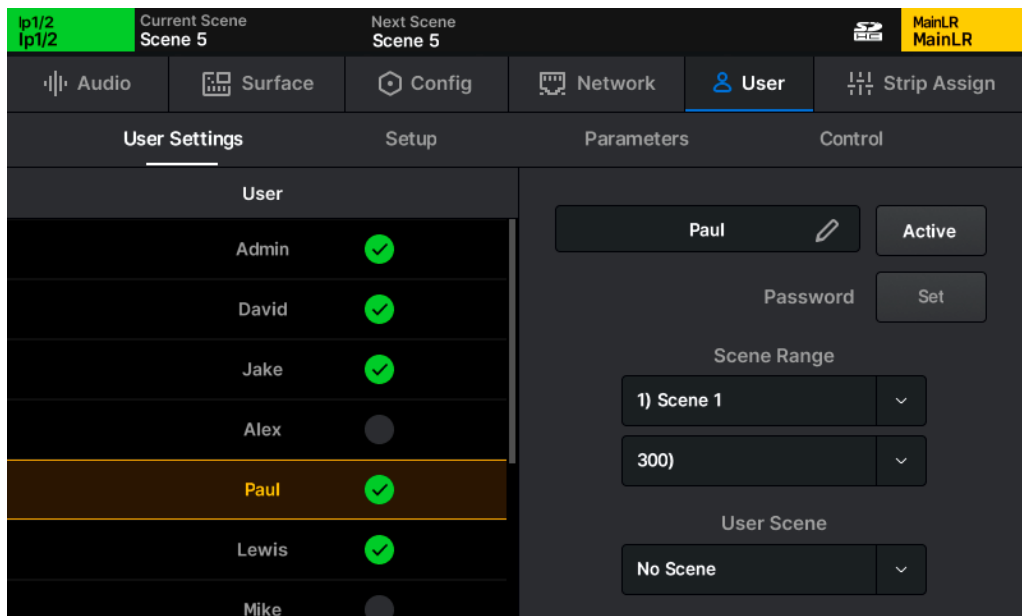 Ip1/2
Ip1/2
Current Scene
Scene 5
Next Scene
Scene 5
MainLR
MainLR
Audio
Surface
Config
Network
User
Strip Assign
User Settings
Setup
Parameters
Control
User
Admin
David
Jake
Alex
Paul
Lewis
Mike
Paul
Active
Password
Set
Scene Range
1) Scene 1
300)
User Scene
No Scene